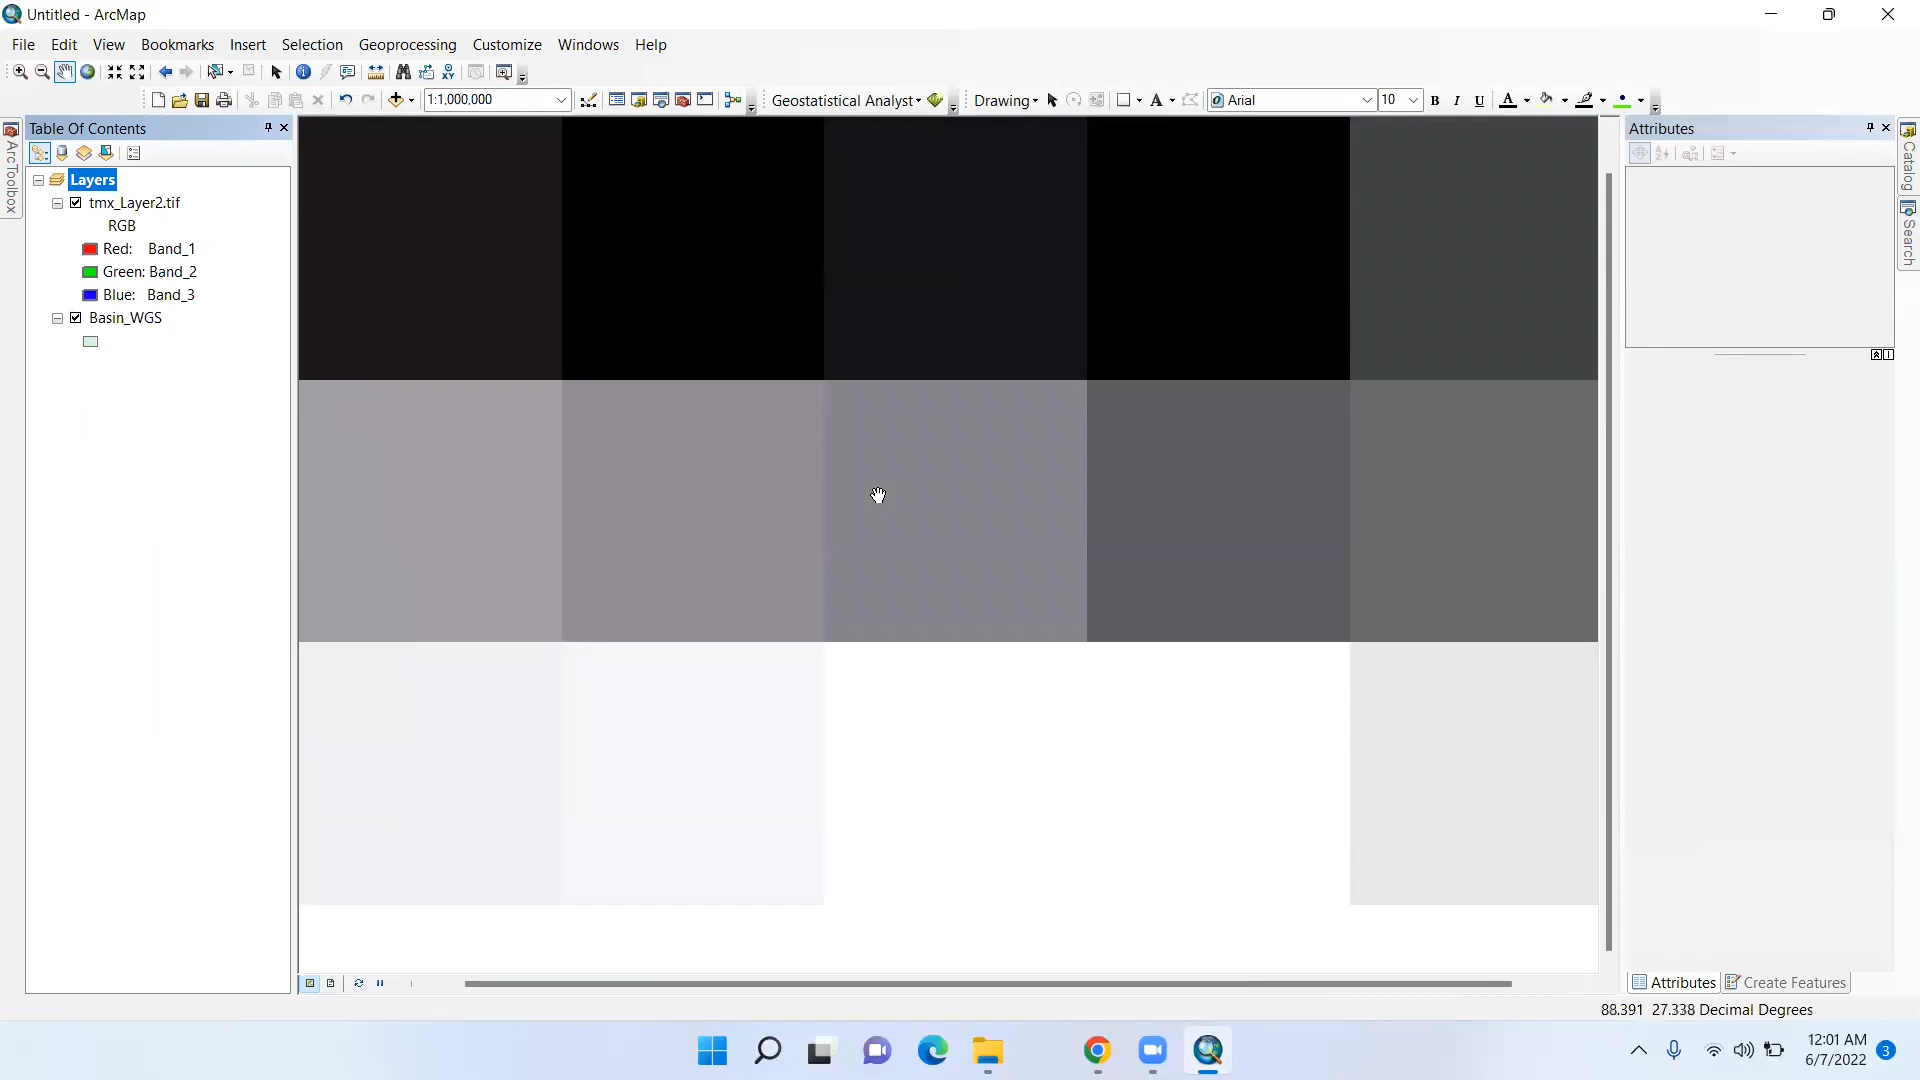 Untitled - ArcMap
File Edit View Bookmarks Insert Selection Geoprocessing Customize Windows Help
1:1,000,000 Geostatistical Analyst Drawing A Arial 10 B I U A
Table Of Contents
Attributes
ArcToolbox
Catalog
Search
Layers
tmx_Layer2.tif
RGB
Red: Band_1
Green: Band_2
Blue: Band_3
Basin_WGS
Attributes Create Features
88.391 27.338 Decimal Degrees
12:01 AM
6/7/2022
3